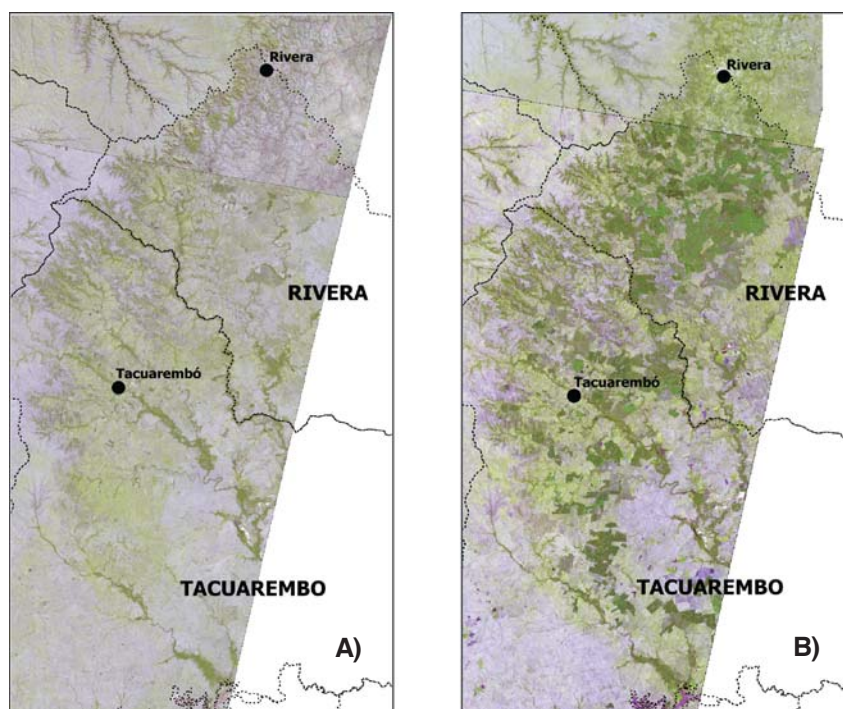 Rivera
RIVERA
Tacuarembó
TACUAREMBO
A)
Rivera
RIVERA
Tacuarembó
TACUAREMBO
B)